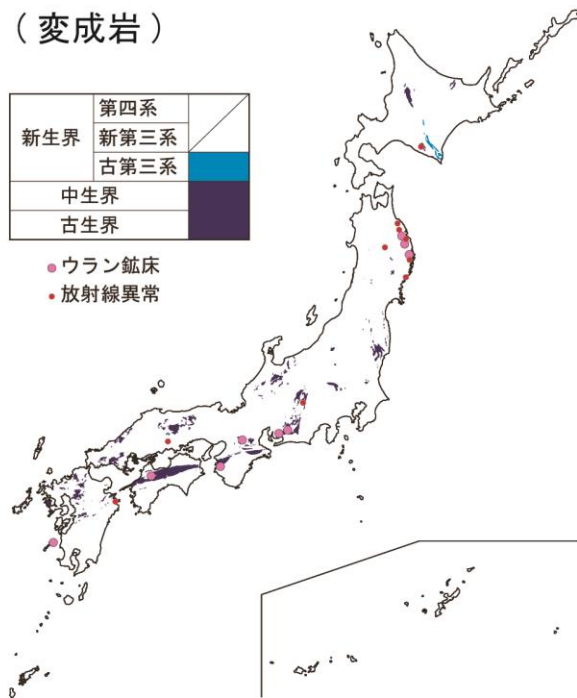 （変成岩）
新生界
第四系
新第三系
古第三系
中生界
古生界
ウラン鉱床
放射線異常